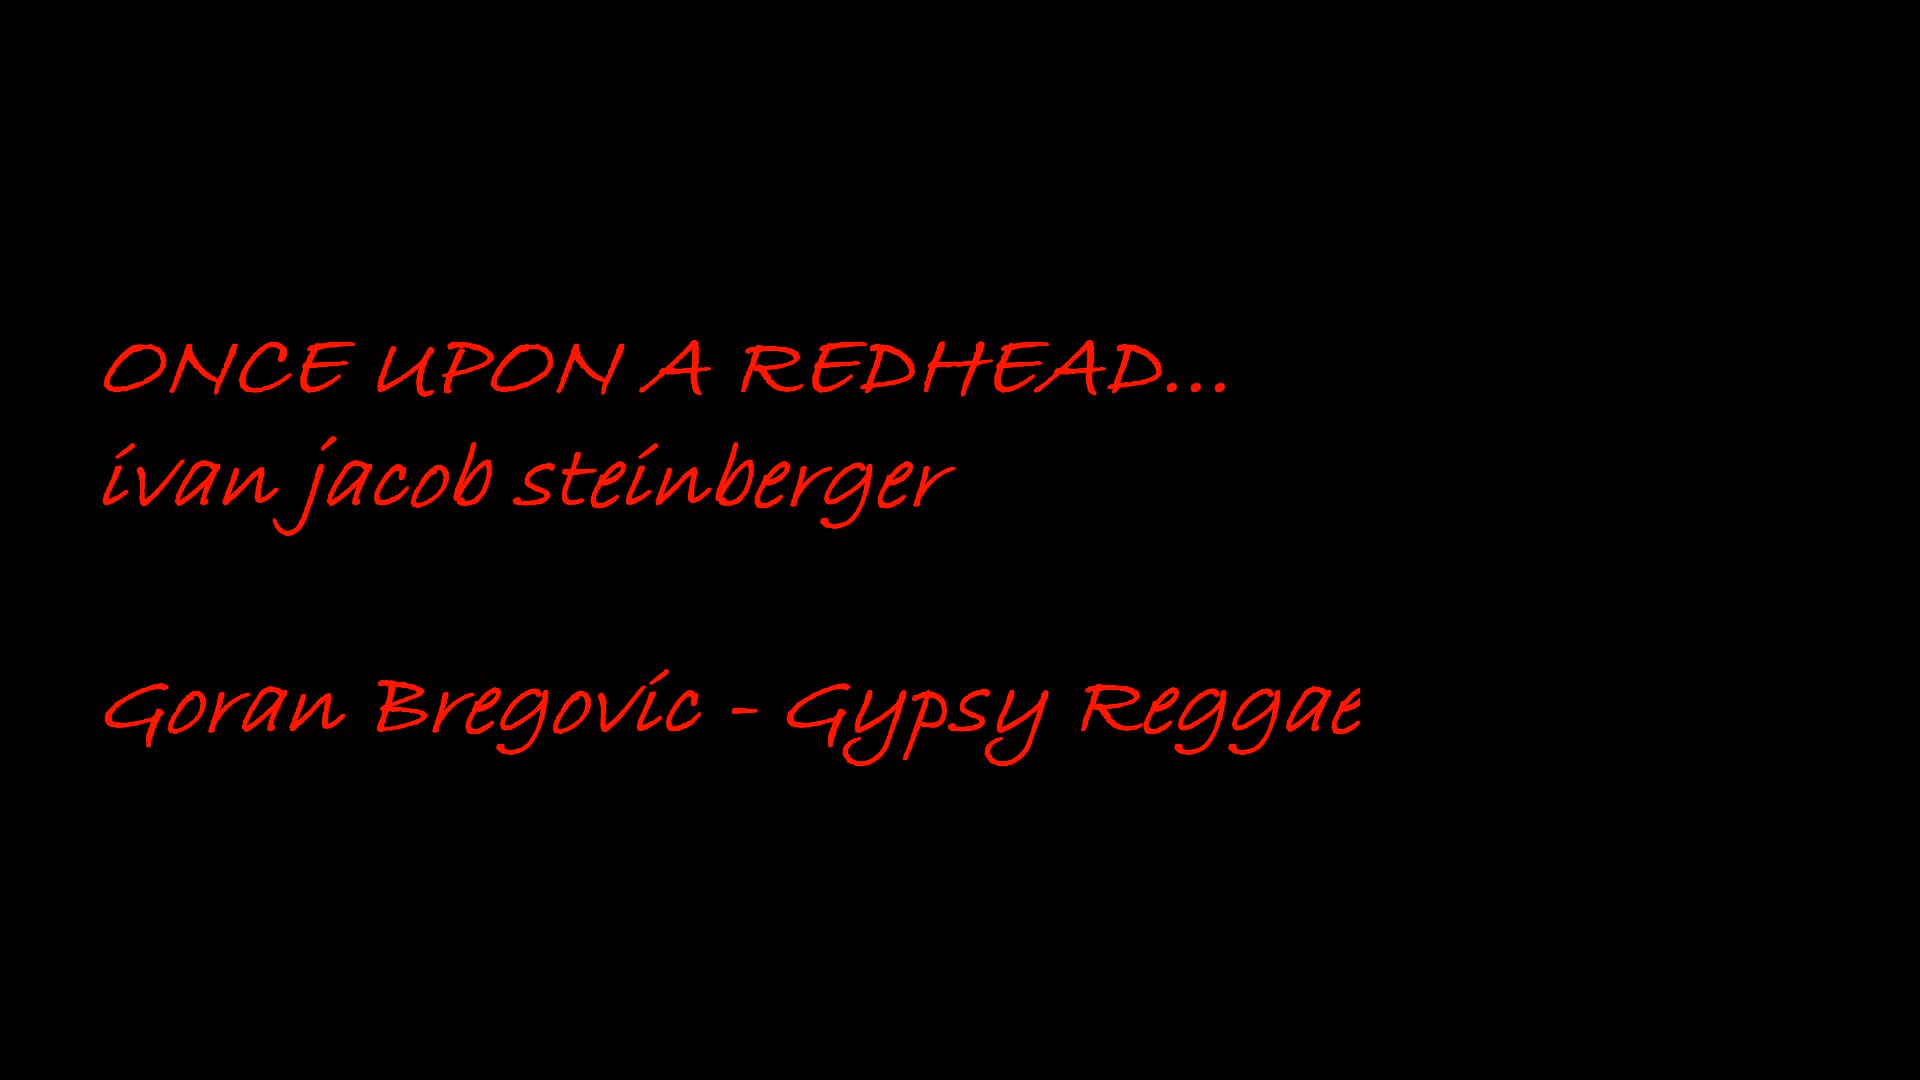 ONCE UPON A REDHEAD...
ivan jacob steinberger
Goran Bregovic - Gypsy Reggae